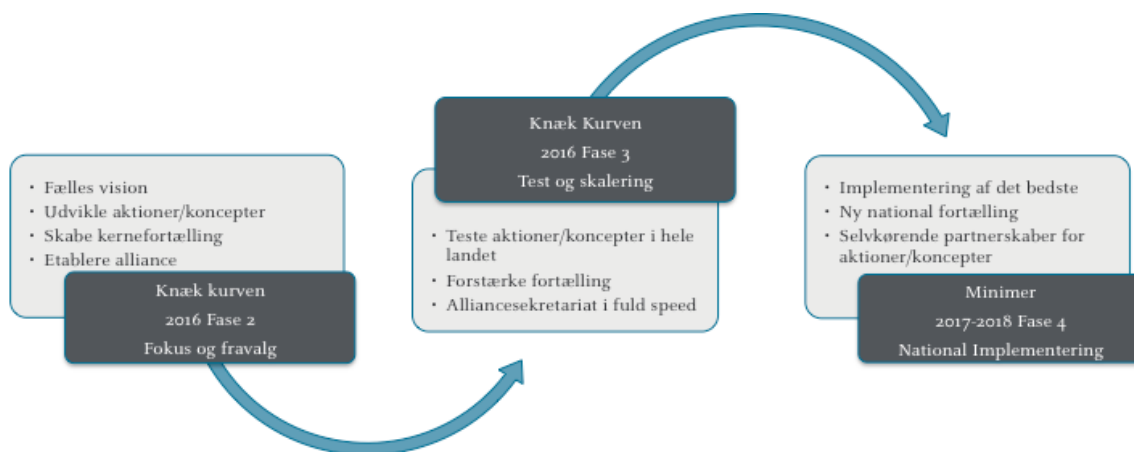 • Fælles vision
• Udvikle aktioner/koncepter
• Skabe kernefortælling
• Etablere alliance
Knæk kurven
2016 Fase 2
Fokus og fravalg
Knæk Kurven
2016 Fase 3
Test og skalering
• Teste aktioner/koncepter i hele
landet
• Forstærke fortælling
• Alliancesekretariat i fuld speed
• Implementering af det bedste
• Ny national fortælling
• Selvkørende partnerskaber for
aktioner/koncepter
Minimer
2017-2018 Fase 4
National Implementering